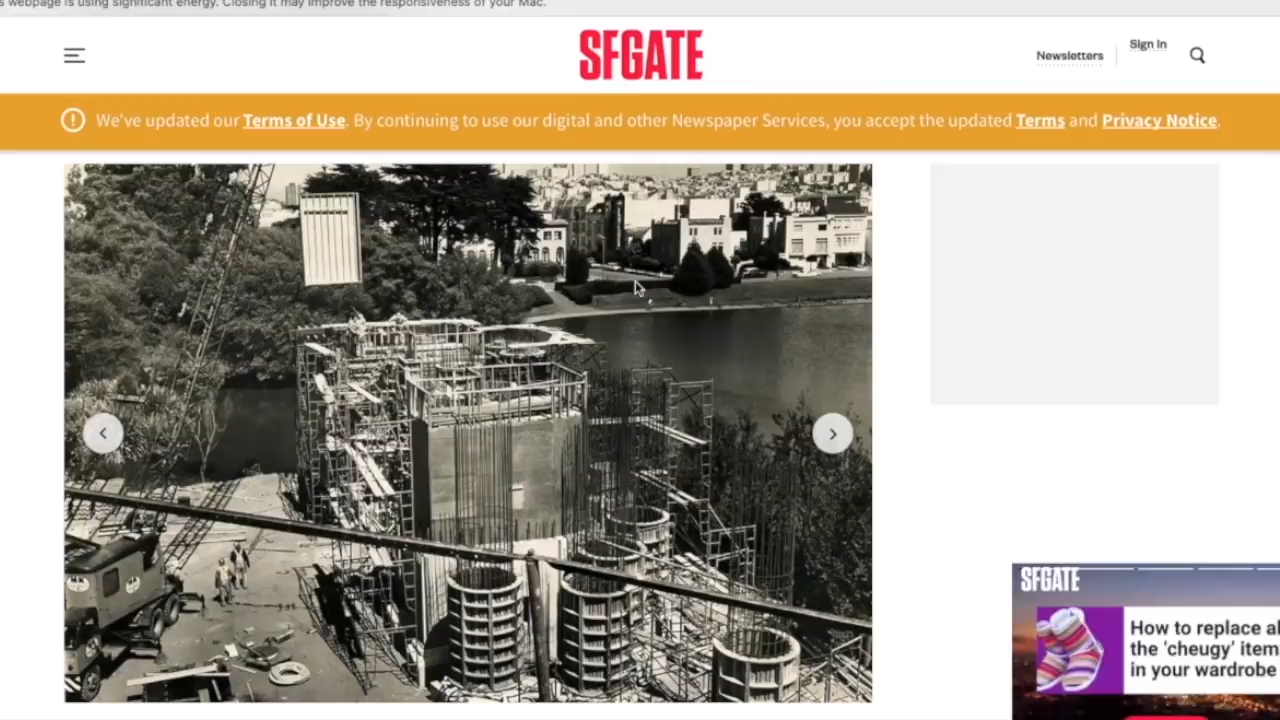 webpage is using significant energy. Closing it may improve the responsiveness of your Mac.
SFGATE
Newsletters
Sign In
We've updated our Terms of Use. By continuing to use our digital and other Newspaper Services, you accept the updated Terms and Privacy Notice.
SFGATE
How to replace al
the 'cheugy' item
in your wardrobe